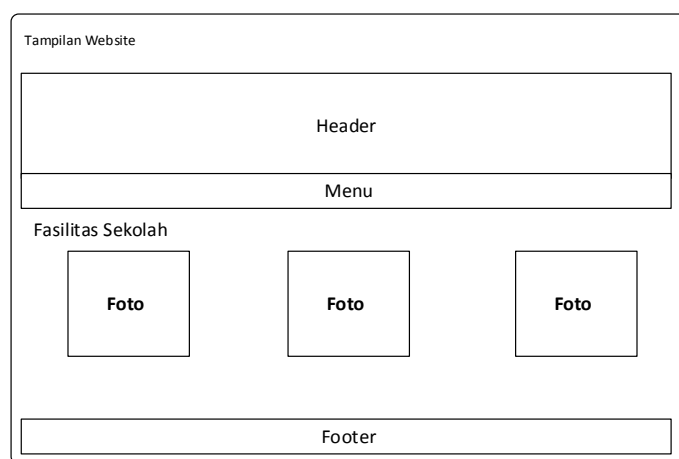 Tampilan Website
Header
Menu
Fasilitas Sekolah
Foto Foto Foto
Footer